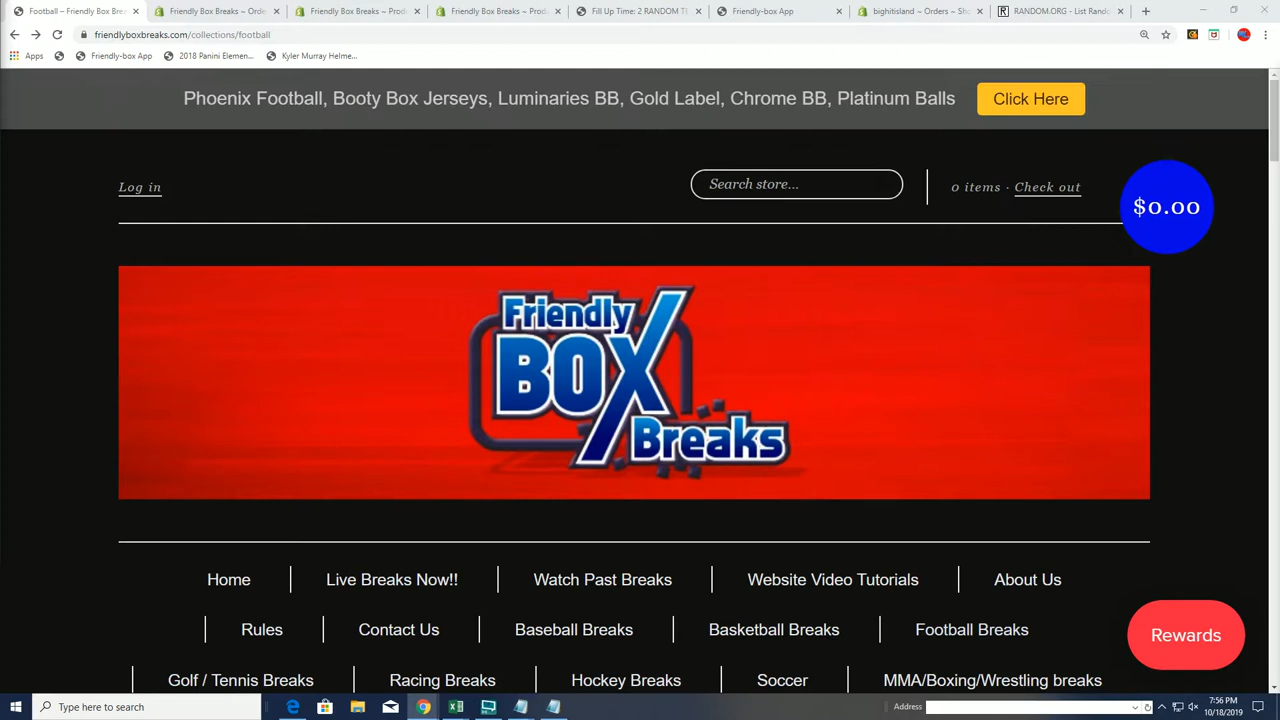 Football – Friendly Box Bre
Friendly Box Breaks ~ Orde
Friendly Box Breaks ~ Prod
Friendly Box Breaks ~ Prod
Fill Up Time: 2 RANDOM T
Friendly-box App
bighitisland ~ Orders ~ Sh
RANDOM.ORG - List Rand
friendlyboxbreaks.com/collections/football
Apps
Friendly-box App
2018 Panini Elemen...
Kyler Murray Helme...
Phoenix Football, Booty Box Jerseys, Luminaries BB, Gold Label, Chrome BB, Platinum Balls
Click Here
Log in
Search store...
0 items · Check out
$0.00
Friendly
BOX
Breaks
Home
Live Breaks Now!!
Watch Past Breaks
Website Video Tutorials
About Us
Rules
Contact Us
Baseball Breaks
Basketball Breaks
Football Breaks
Rewards
Golf / Tennis Breaks
Racing Breaks
Hockey Breaks
Soccer
MMA/Boxing/Wrestling breaks
Type here to search
Address
7:56 PM
10/18/2019